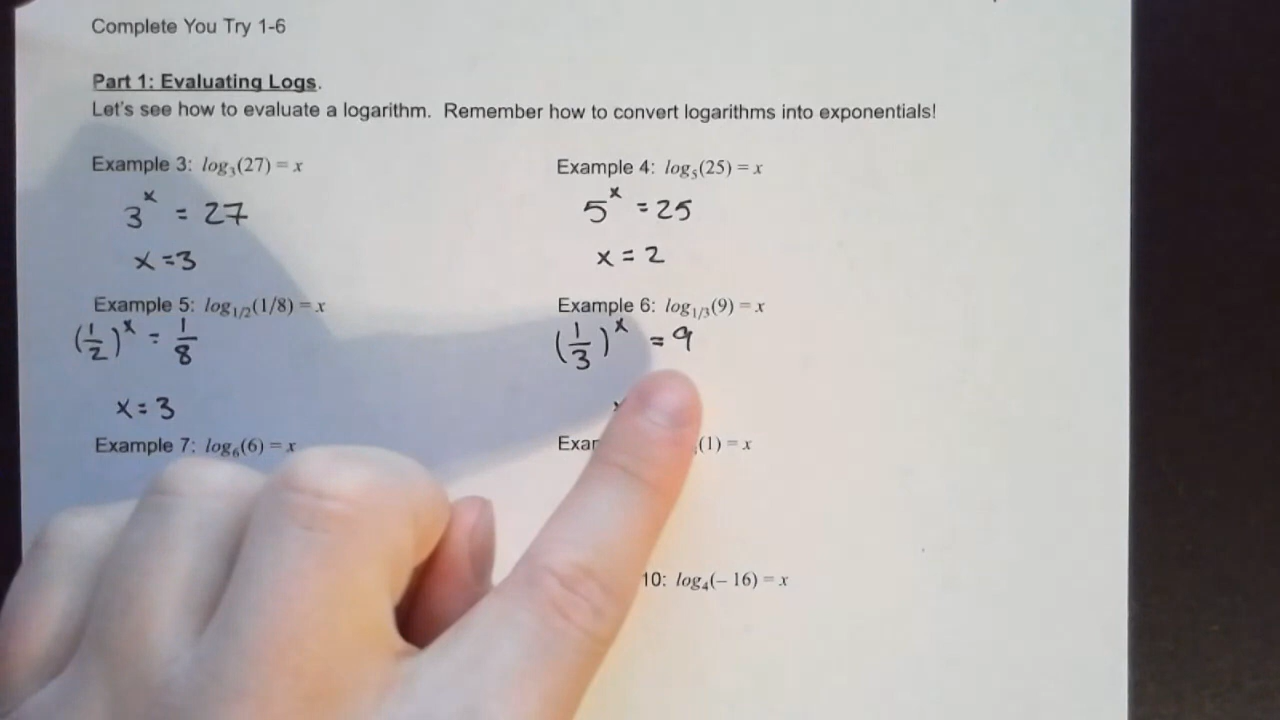 Complete You Try 1-6
Part 1: Evaluating Logs.
Let's see how to evaluate a logarithm. Remember how to convert logarithms into exponentials!
Example 3: log₃(27) = x
3ˣ = 27
x = 3
Example 4: log₅(25) = x
5ˣ = 25
x = 2
Example 5: log₁/₂(1/8) = x
(1/2)ˣ = 1/8
x = 3
Example 6: log₁/₃(9) = x
(1/3)ˣ = 9
Example 7: log₆(6) = x
(1) = x
10: log₄(– 16) = x